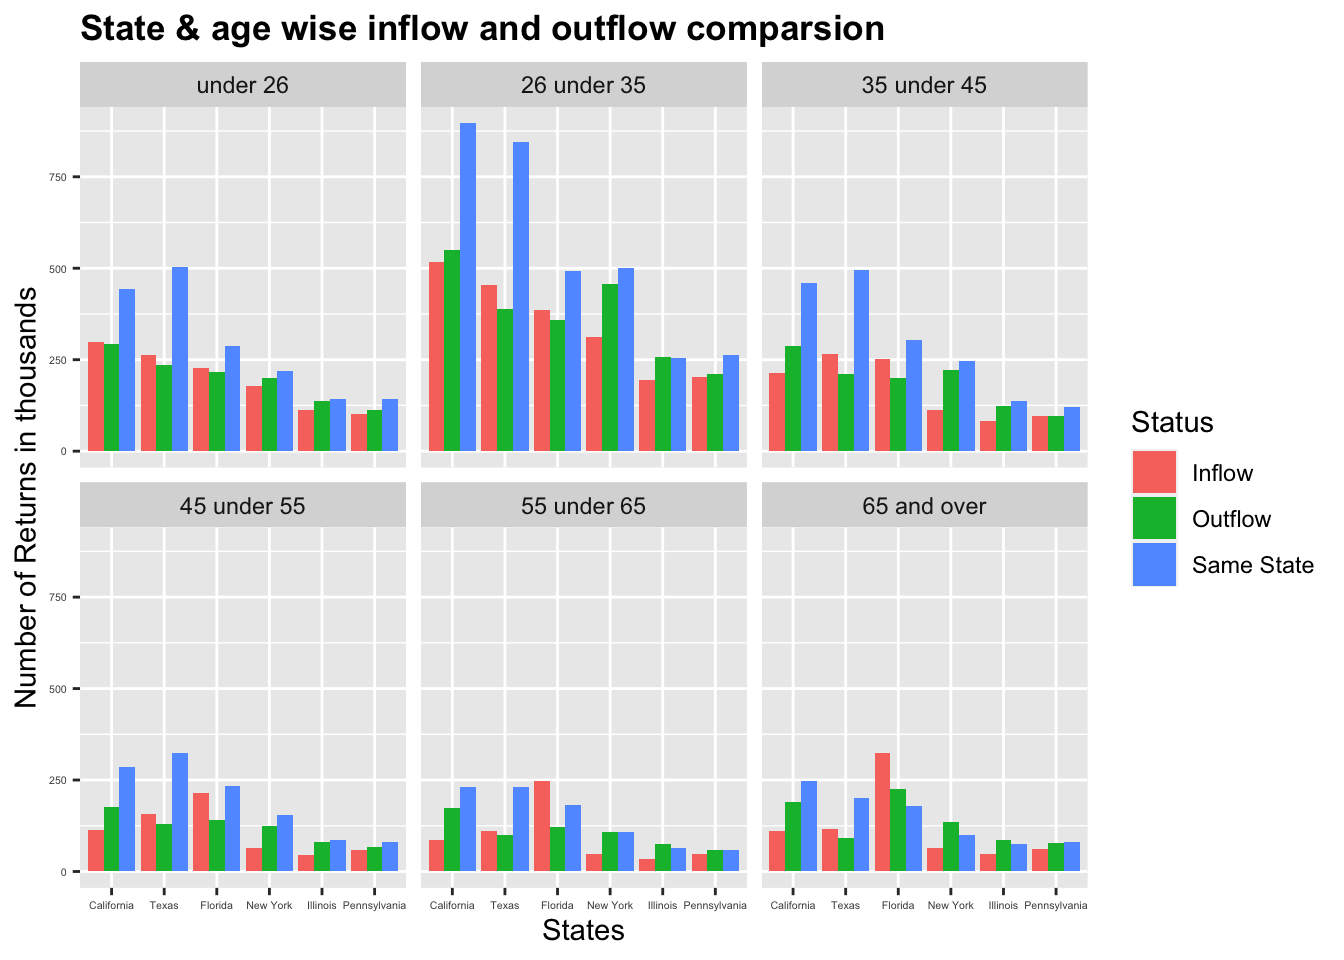 State & age wise inflow and outflow comparsion
under 26
26 under 35
35 under 45
750
500
250
0
45 under 55
55 under 65
65 and over
750
500
250
0
California Texas Florida New York Illinois Pennsylvania
California Texas Florida New York Illinois Pennsylvania
California Texas Florida New York Illinois Pennsylvania
States
Number of Returns in thousands
Status
Inflow
Outflow
Same State